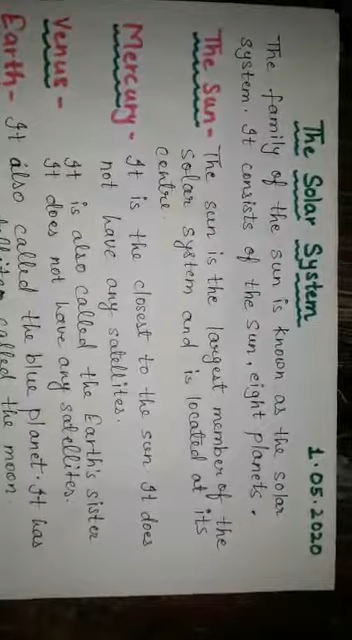 The Solar System 1.05.2020
The family of the sun is known as the solar
system. It consists of the sun, eight planets.
The Sun - The sun is the largest member of the
solar system and is located at its
centre.
Mercury - It is the closest to the sun It does
not have any satellites.
Venus - It is also called the Earth's sister
It does not have any satellites.
Earth - It also called the blue planet. It has
called the moon.